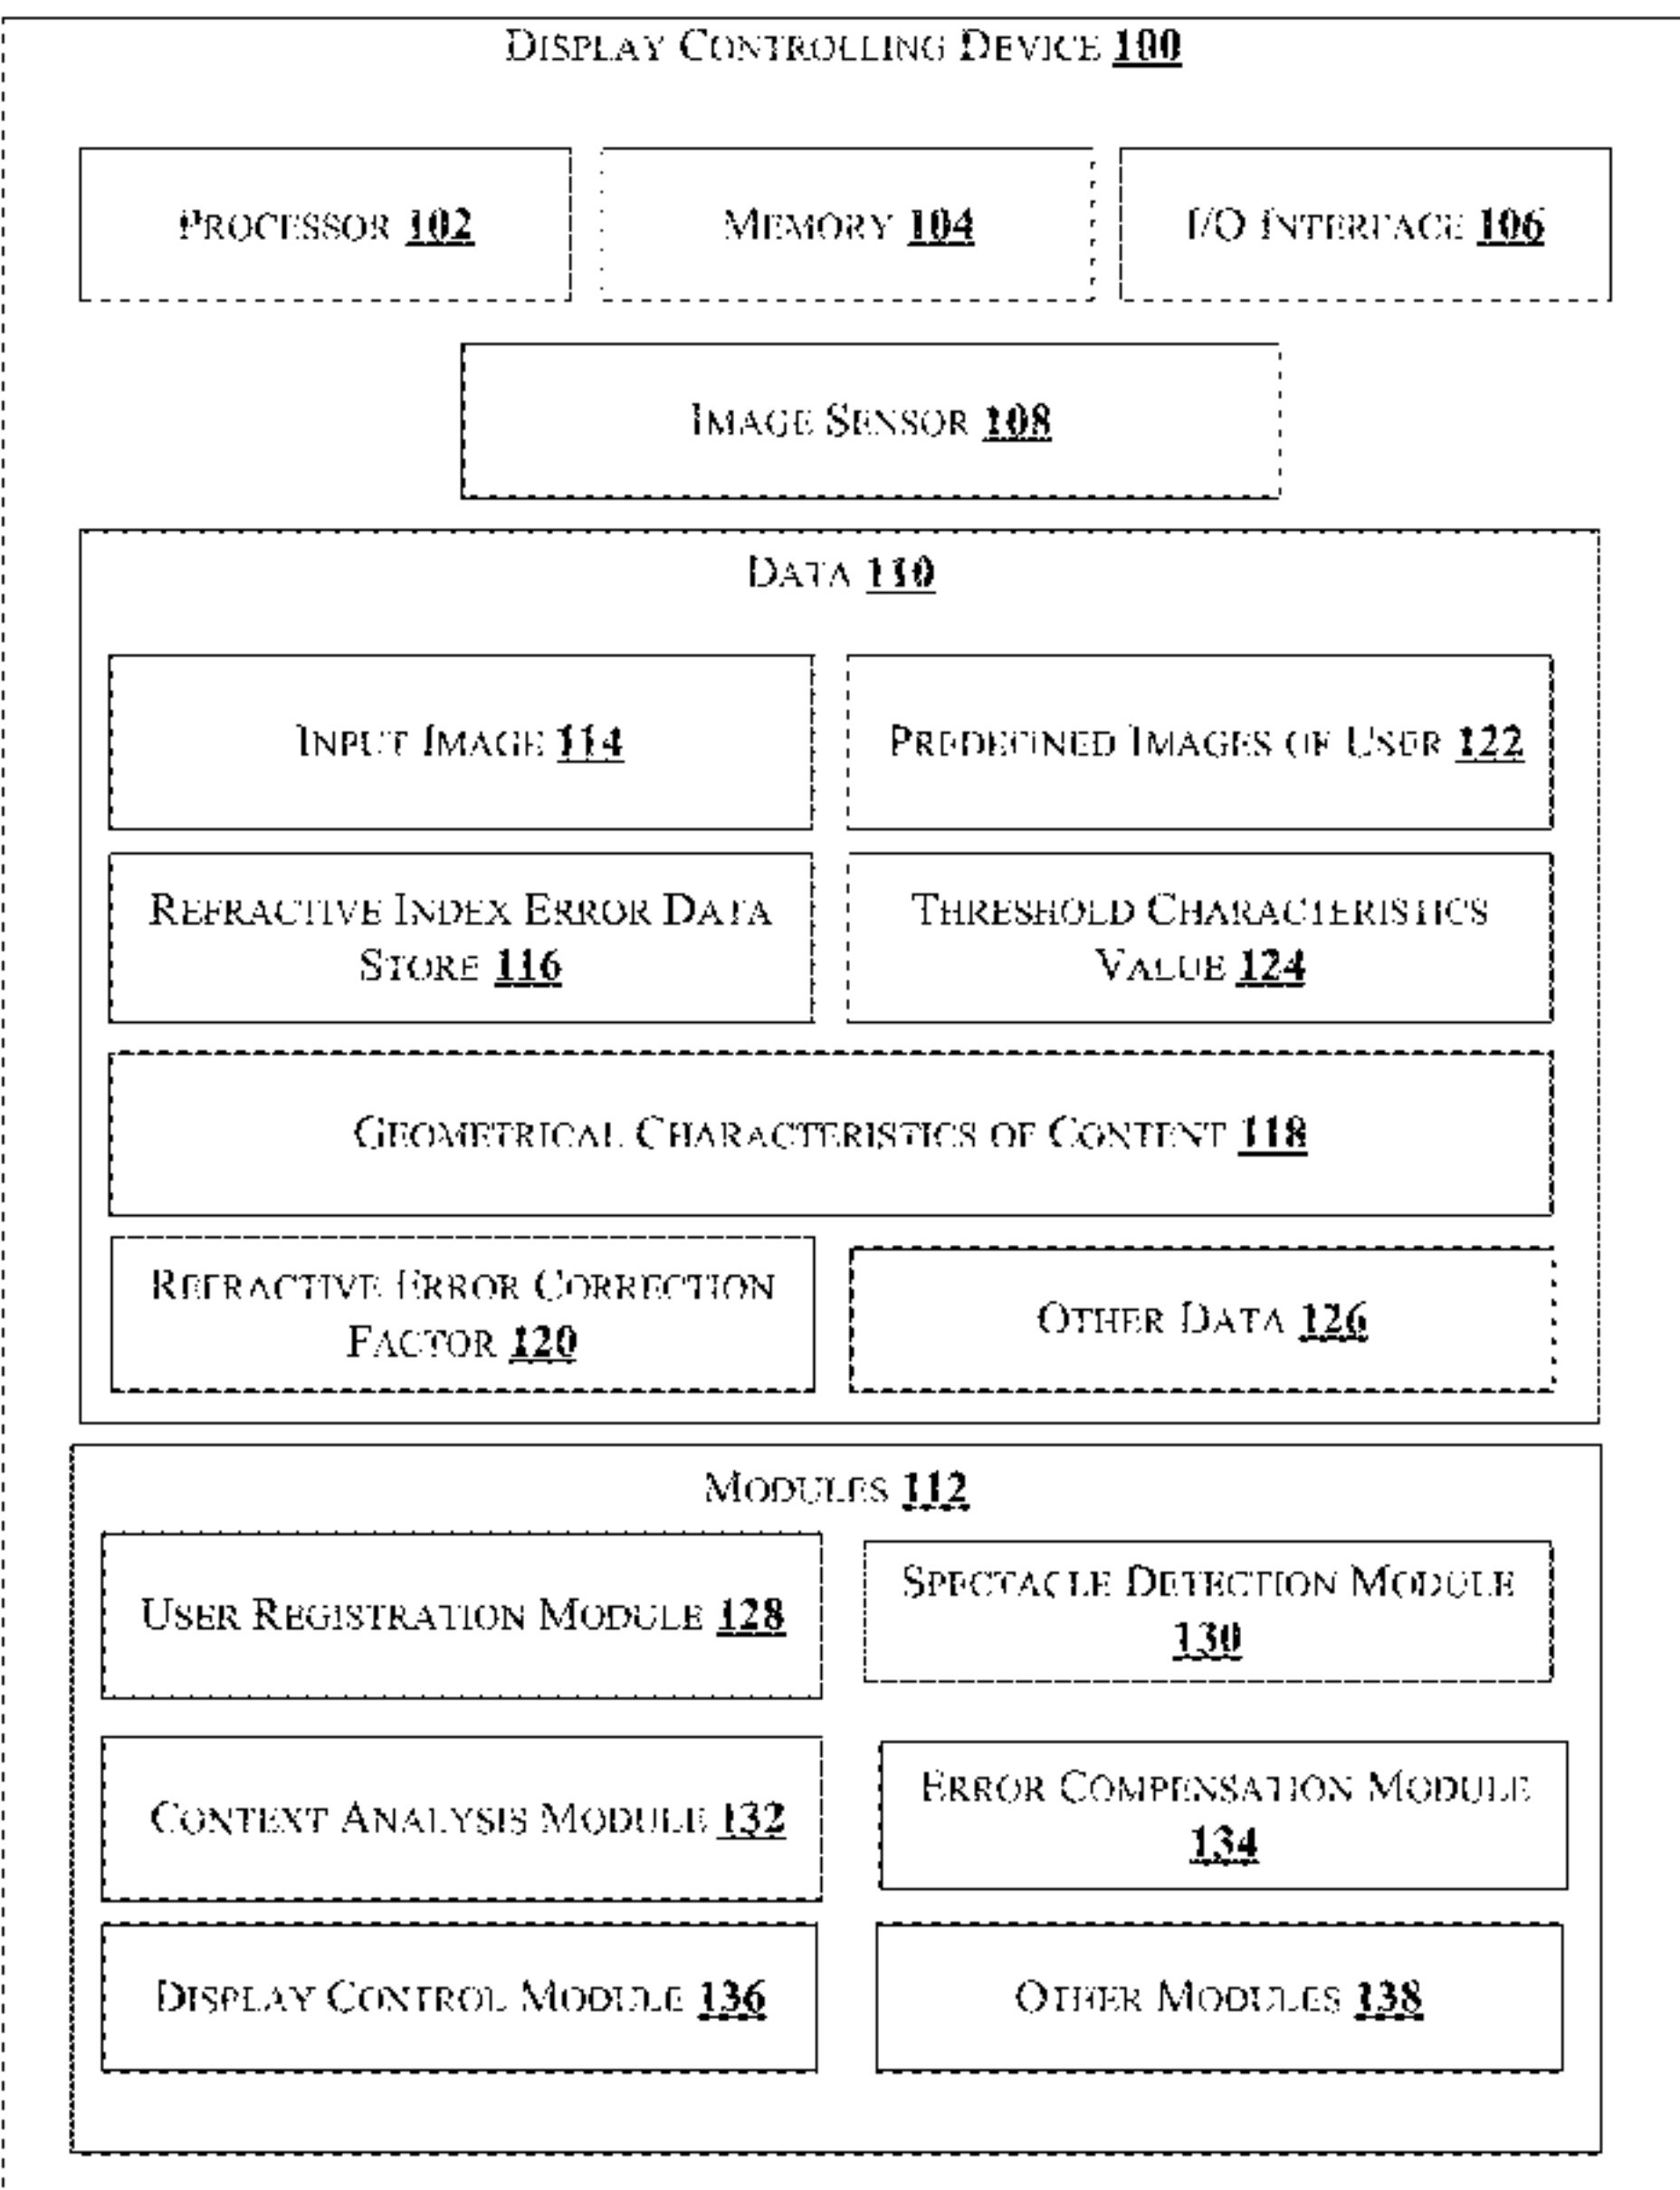 DISPLAY CONTROLLING DEVICE 100
PROCESSOR 102
MEMORY 104
I/O INTERFACE 106
IMAGE SENSOR 108
DATA 110
INPUT IMAGE 114
PREDEFINED IMAGES OF USER 122
REFRACTIVE INDEX ERROR DATA
STORE 116
THRESHOLD CHARACTERISTICS
VALUE 124
GEOMETRICAL CHARACTERISTICS OF CONTENT 118
REFRACTIVE ERROR CORRECTION
FACTOR 120
OTHER DATA 126
MODULES 112
USER REGISTRATION MODULE 128
SPECTACLE DETECTION MODULE
130
CONTEXT ANALYSIS MODULE 132
ERROR COMPENSATION MODULE
134
DISPLAY CONTROL MODULE 136
OTHER MODULES 138